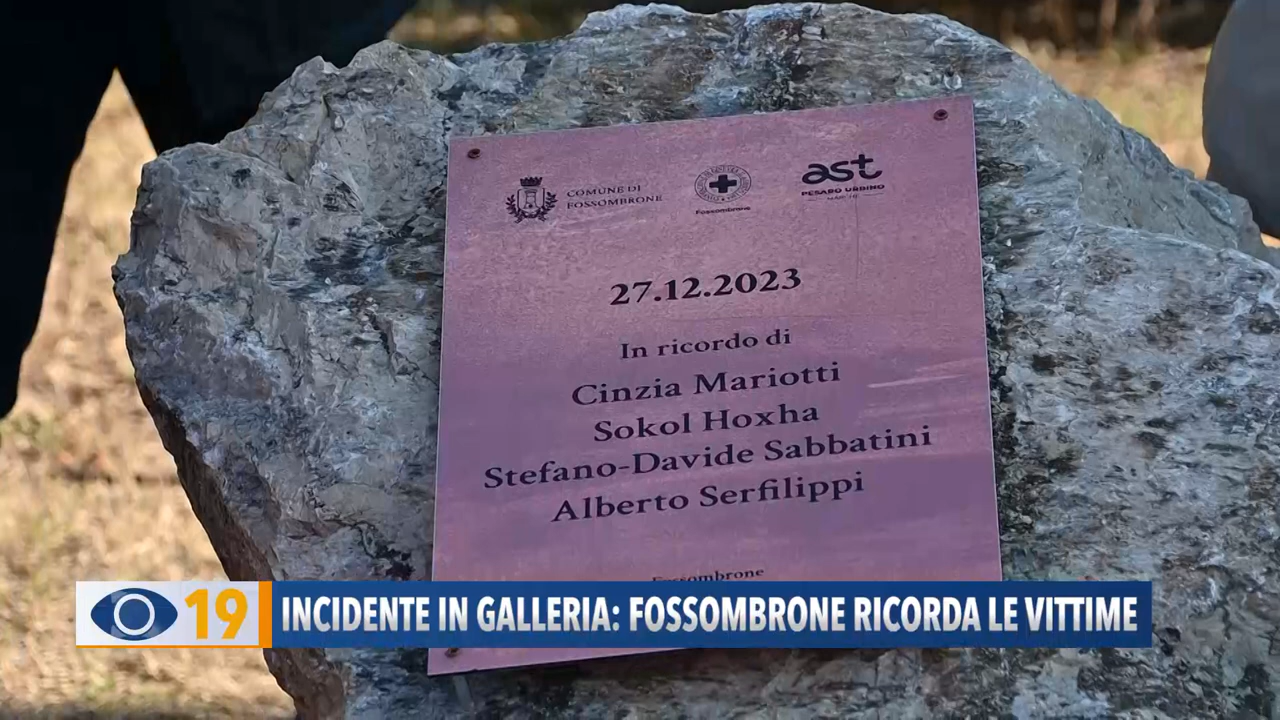 COMUNE DI
FOSSOMBRONE
Fossombrone
ast
PESARO URBINO
27.12.2023
In ricordo di
Cinzia Mariotti
Sokol Hoxha
Stefano-Davide Sabbatini
Alberto Serfilippi
Fossombrone
19
INCIDENTE IN GALLERIA: FOSSOMBRONE RICORDA LE VITTIME